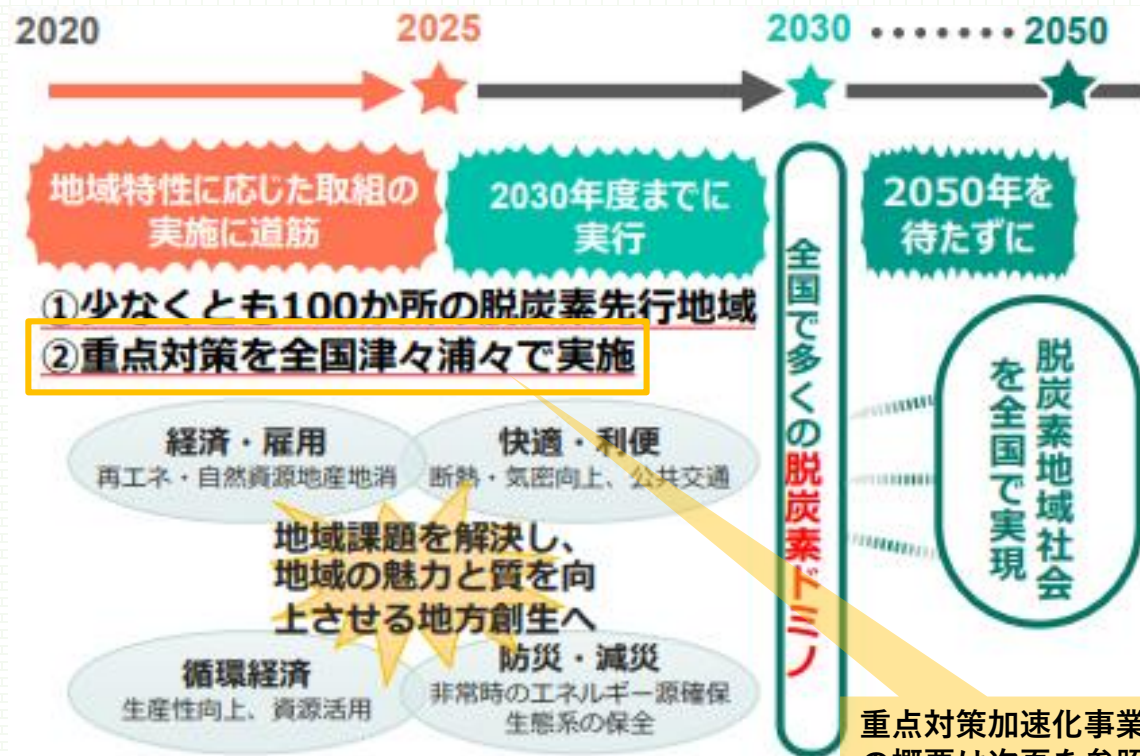 2020
2025
2030
2050
地域特性に応じた取組の
実施に道筋
2030年度までに
実行
2050年を
待たずに
①少なくとも100か所の脱炭素先行地域
②重点対策を全国津々浦々で実施
経済・雇用
再エネ・自然資源地産地消
快適・利便
断熱・気密向上、公共交通
地域課題を解決し、
地域の魅力と質を向
上させる地方創生へ
循環経済
生産性向上、資源活用
防災・減災
非常時のエネルギー源確保
生態系の保全
全国で多くの脱炭素ドミノ
脱炭素地域社会
を全国で実現
重点対策加速化事業
の概要は次頁を参照